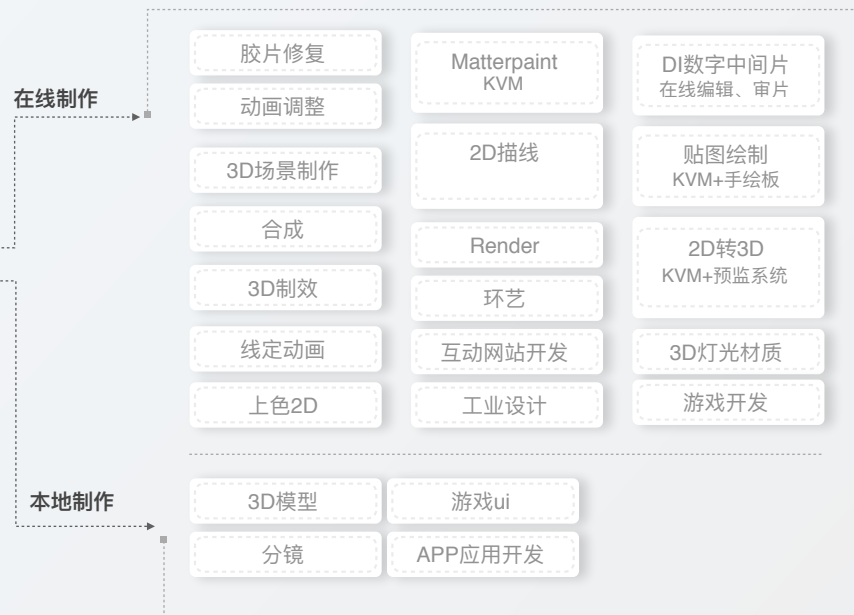 在线制作
胶片修复
动画调整
3D场景制作
合成
3D制效
线定动画
上色2D
Matterpaint
KVM
2D描线
Render
环艺
互动网站开发
工业设计
DI数字中间片
在线编辑、审片
贴图绘制
KVM+手绘板
2D转3D
KVM+预监系统
3D灯光材质
游戏开发
本地制作
3D模型
游戏ui
分镜
APP应用开发